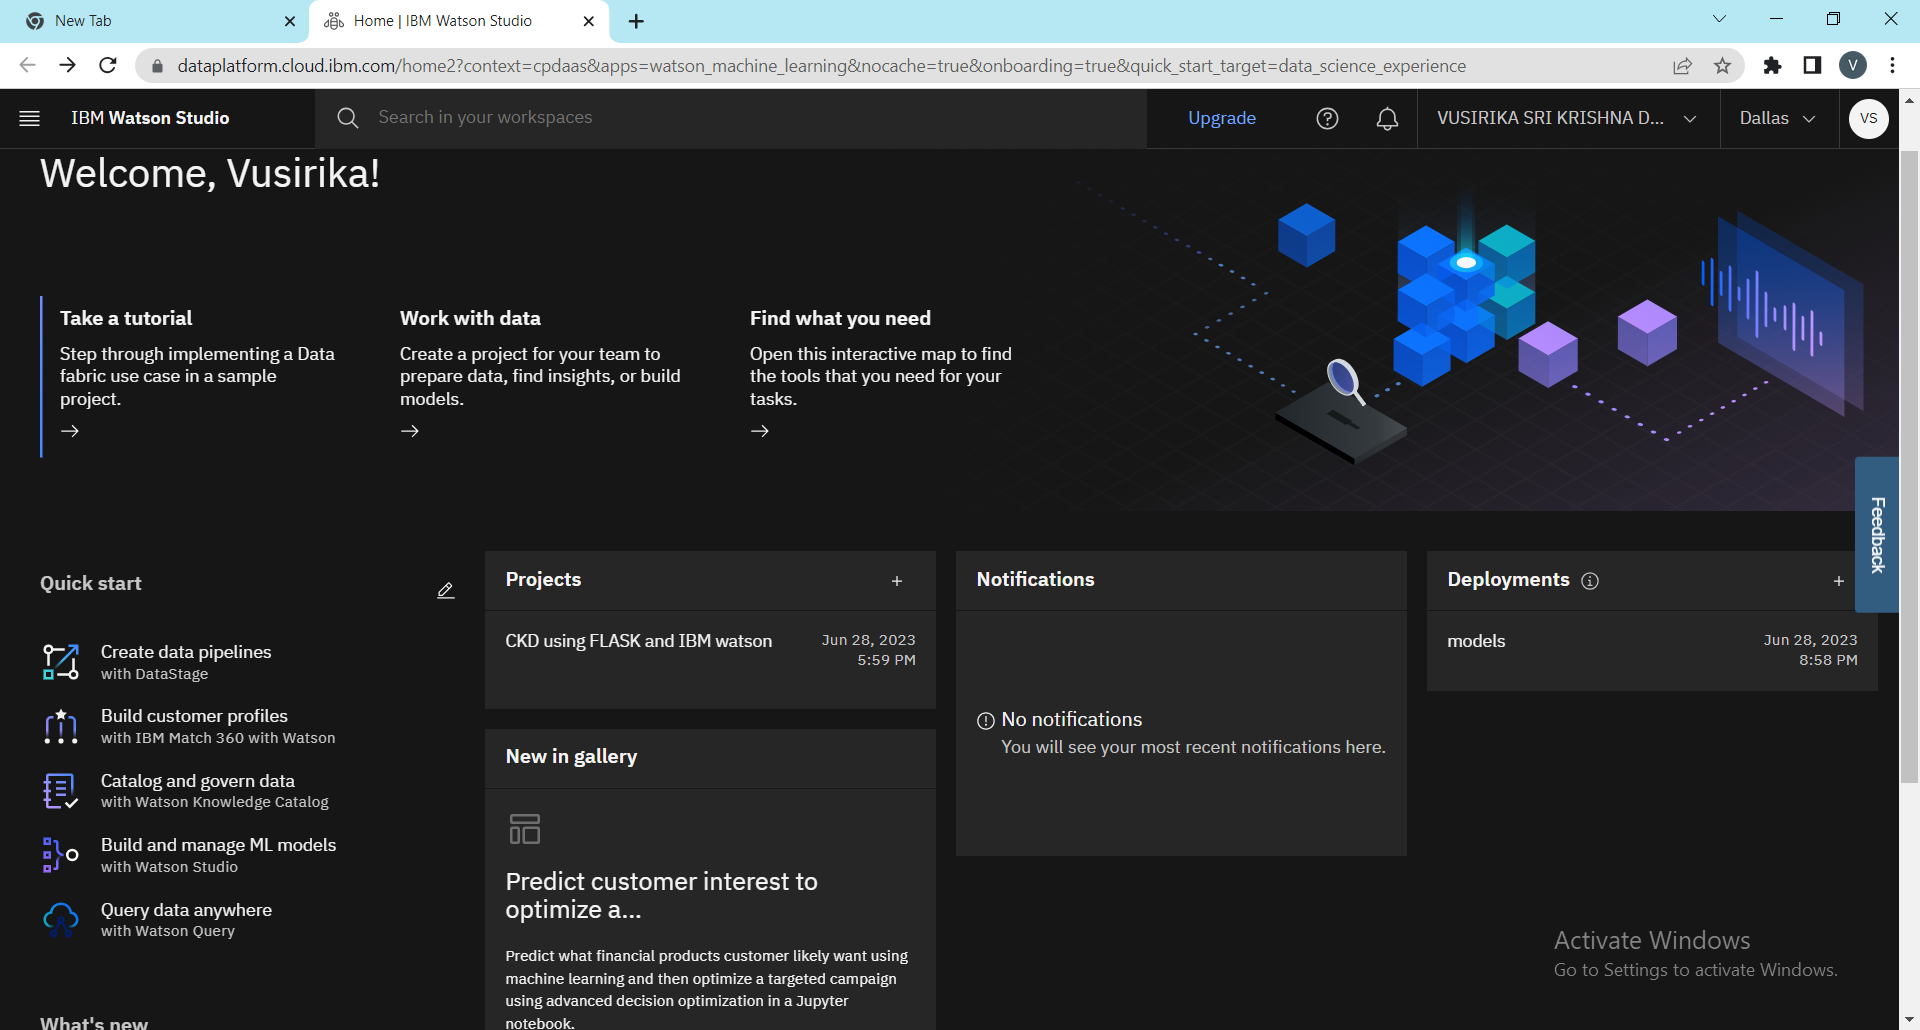 New Tab
Home | IBM Watson Studio
dataplatform.cloud.ibm.com/home2?context=cpdaas&apps=watson_machine_learning&nocache=true&onboarding=true&quick_start_target=data_science_experience
V
IBM Watson Studio
Search in your workspaces
Upgrade
VUSIRIKA SRI KRISHNA D...
Dallas
VS
Welcome, Vusirika!
Take a tutorial
Step through implementing a Data
fabric use case in a sample
project.
Work with data
Create a project for your team to
prepare data, find insights, or build
models.
Find what you need
Open this interactive map to find
the tools that you need for your
tasks.
Feedback
Quick start
Create data pipelines
with DataStage
Build customer profiles
with IBM Match 360 with Watson
Catalog and govern data
with Watson Knowledge Catalog
Build and manage ML models
with Watson Studio
Query data anywhere
with Watson Query
What's new
Projects
CKD using FLASK and IBM watson
Jun 28, 2023
5:59 PM
New in gallery
Predict customer interest to
optimize a...
Predict what financial products customer likely want using
machine learning and then optimize a targeted campaign
using advanced decision optimization in a Jupyter
notebook.
Notifications
No notifications
You will see your most recent notifications here.
Deployments
models
Jun 28, 2023
8:58 PM
Activate Windows
Go to Settings to activate Windows.